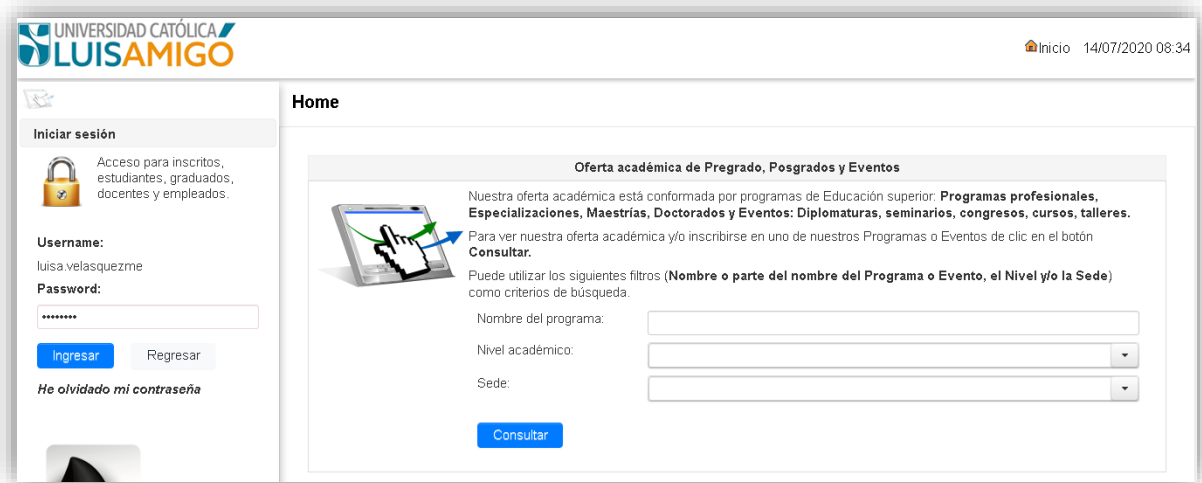 UNIVERSIDAD CATÓLICA
LUISAMIGO
Inicio 14/07/2020 08:34
Iniciar sesión
Acceso para inscritos,
estudiantes, graduados,
docentes y empleados.
Username:
luisa.velasquezme
Password:
••••••••
Ingresar
Regresar
He olvidado mi contraseña
Home
Oferta académica de Pregrado, Posgrados y Eventos
Nuestra oferta académica está conformada por programas de Educación superior: Programas profesionales,
Especializaciones, Maestrías, Doctorados y Eventos: Diplomaturas, seminarios, congresos, cursos, talleres.
Para ver nuestra oferta académica y/o inscribirse en uno de nuestros Programas o Eventos de clic en el botón
Consultar.
Puede utilizar los siguientes filtros (Nombre o parte del nombre del Programa o Evento, el Nivel y/o la Sede)
como criterios de búsqueda.
Nombre del programa:
Nivel académico:
Sede:
Consultar